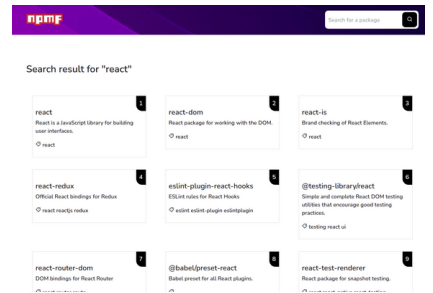 npmf
Search for a package
Search result for "react"
1
react
React is a JavaScript library for building
user interfaces.
react
2
react-dom
React package for working with the DOM.
react
3
react-is
Brand checking of React Elements.
react
4
react-redux
Official React bindings for Redux
react reactjs redux
5
eslint-plugin-react-hooks
ESLint rules for React Hooks
eslint eslint-plugin eslintplugin
6
@testing-library/react
Simple and complete React DOM testing
utilities that encourage good testing
practices.
testing react ui
7
react-router-dom
DOM bindings for React Router
8
@babel/preset-react
Babel preset for all React plugins.
9
react-test-renderer
React package for snapshot testing.